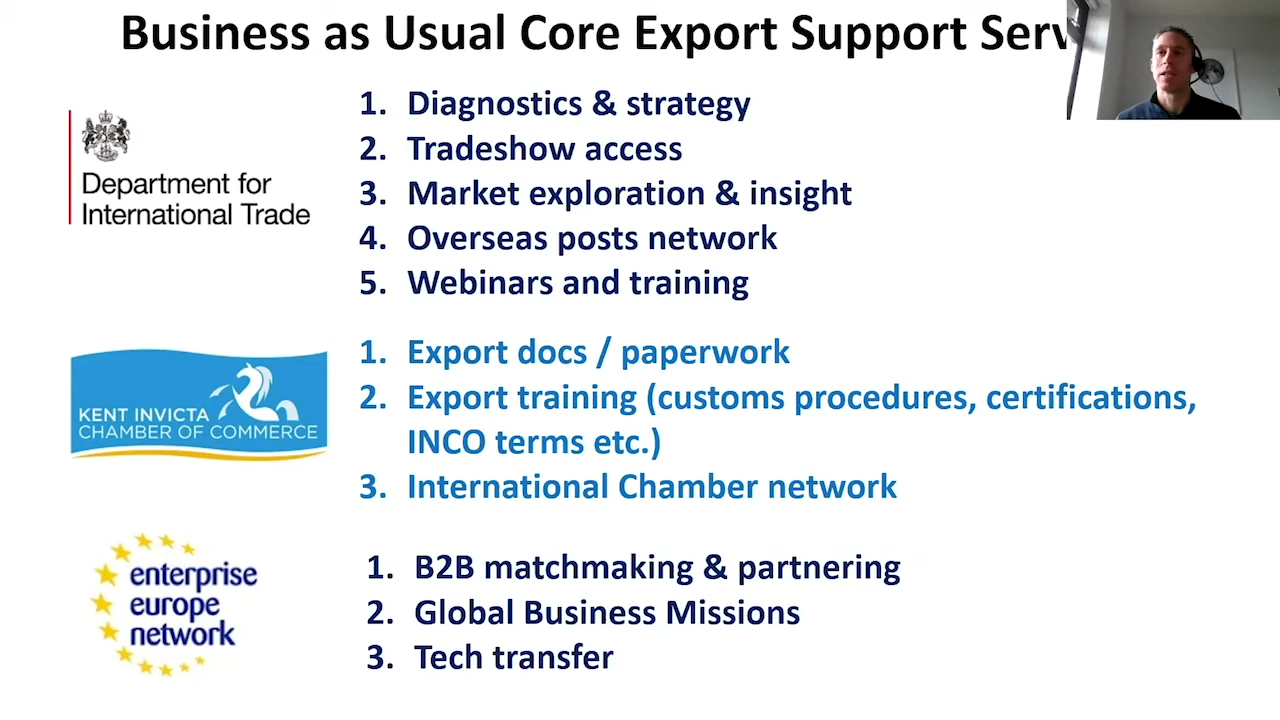 Business as Usual Core Export Support
Department for
International Trade
1. Diagnostics & strategy
2. Tradeshow access
3. Market exploration & insight
4. Overseas posts network
5. Webinars and training
KENT INVICTA
CHAMBER OF COMMERCE
1. Export docs / paperwork
2. Export training (customs procedures, certifications,
INCO terms etc.)
3. International Chamber network
enterprise
europe
network
1. B2B matchmaking & partnering
2. Global Business Missions
3. Tech transfer